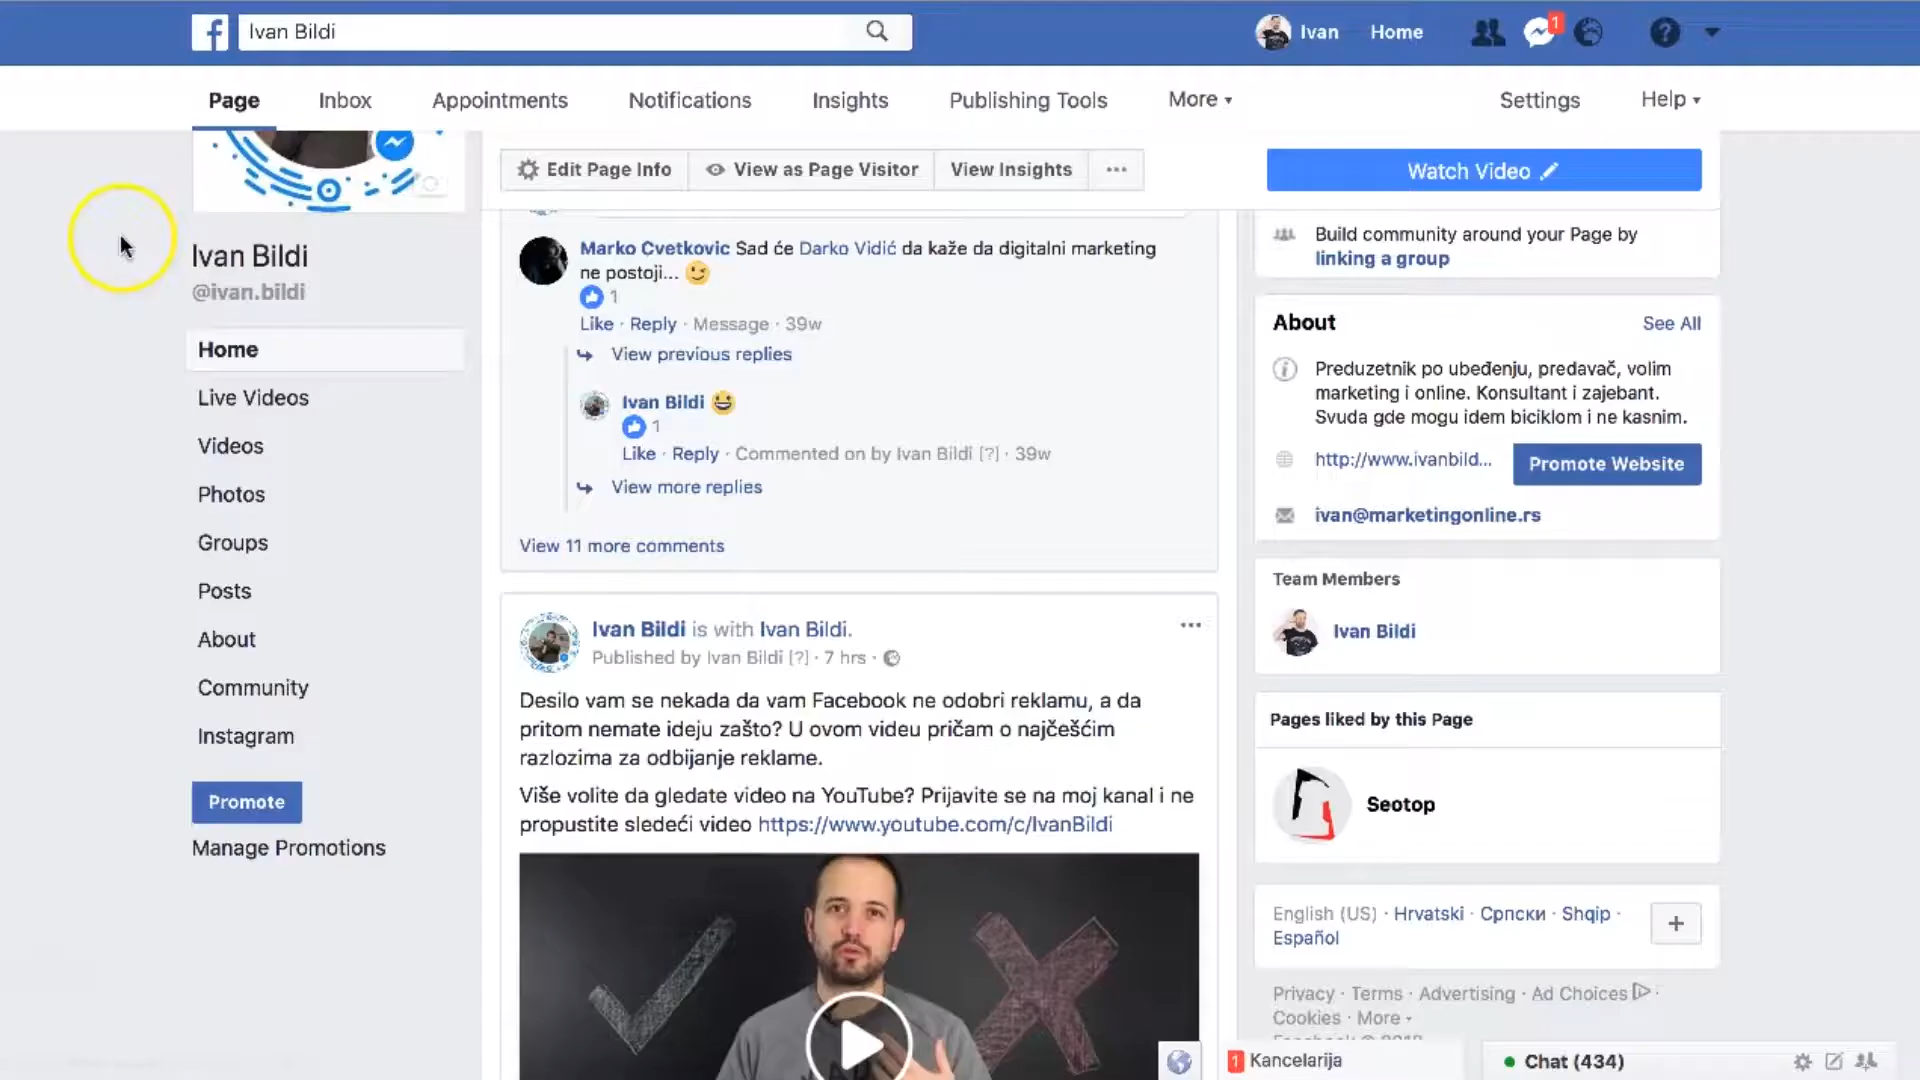 Ivan Bildi
Ivan
Home
1
Page
Inbox
Appointments
Notifications
Insights
Publishing Tools
More
Settings
Help
Edit Page Info
View as Page Visitor
View Insights
Watch Video
Ivan Bildi
@ivan.bildi
Home
Live Videos
Videos
Photos
Groups
Posts
About
Community
Instagram
Promote
Manage Promotions
Marko Cvetkovic Sad će Darko Vidić da kaže da digitalni marketing
ne postoji... 😉
1
Like · Reply · Message · 39w
View previous replies
Ivan Bildi 😄
1
Like · Reply · Commented on by Ivan Bildi [?] · 39w
View more replies
View 11 more comments
Ivan Bildi is with Ivan Bildi.
Published by Ivan Bildi [?] · 7 hrs ·
Desilo vam se nekada da vam Facebook ne odobri reklamu, a da
pritom nemate ideju zašto? U ovom videu pričam o najčešćim
razlozima za odbijanje reklame.
Više volite da gledate video na YouTube? Prijavite se na moj kanal i ne
propustite sledeći video https://www.youtube.com/c/IvanBildi
Build community around your Page by
linking a group
About
See All
Preduzetnik po ubeđenju, predavač, volim
marketing i online. Konsultant i zajebant.
Svuda gde mogu idem biciklom i ne kasnim.
http://www.ivanbild...
Promote Website
ivan@marketingonline.rs
Team Members
Ivan Bildi
Pages liked by this Page
Seotop
English (US) · Hrvatski · Српски · Shqip ·
Español
Privacy · Terms · Advertising · Ad Choices ·
Cookies · More
1 Kancelarija
Chat (434)